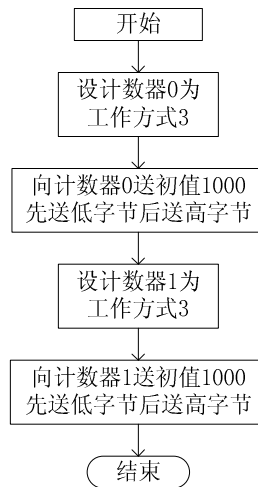 开始
设计数器0为
工作方式3
向计数器0送初值1000
先送低字节后送高字节
设计数器1为
工作方式3
向计数器1送初值1000
先送低字节后送高字节
结束